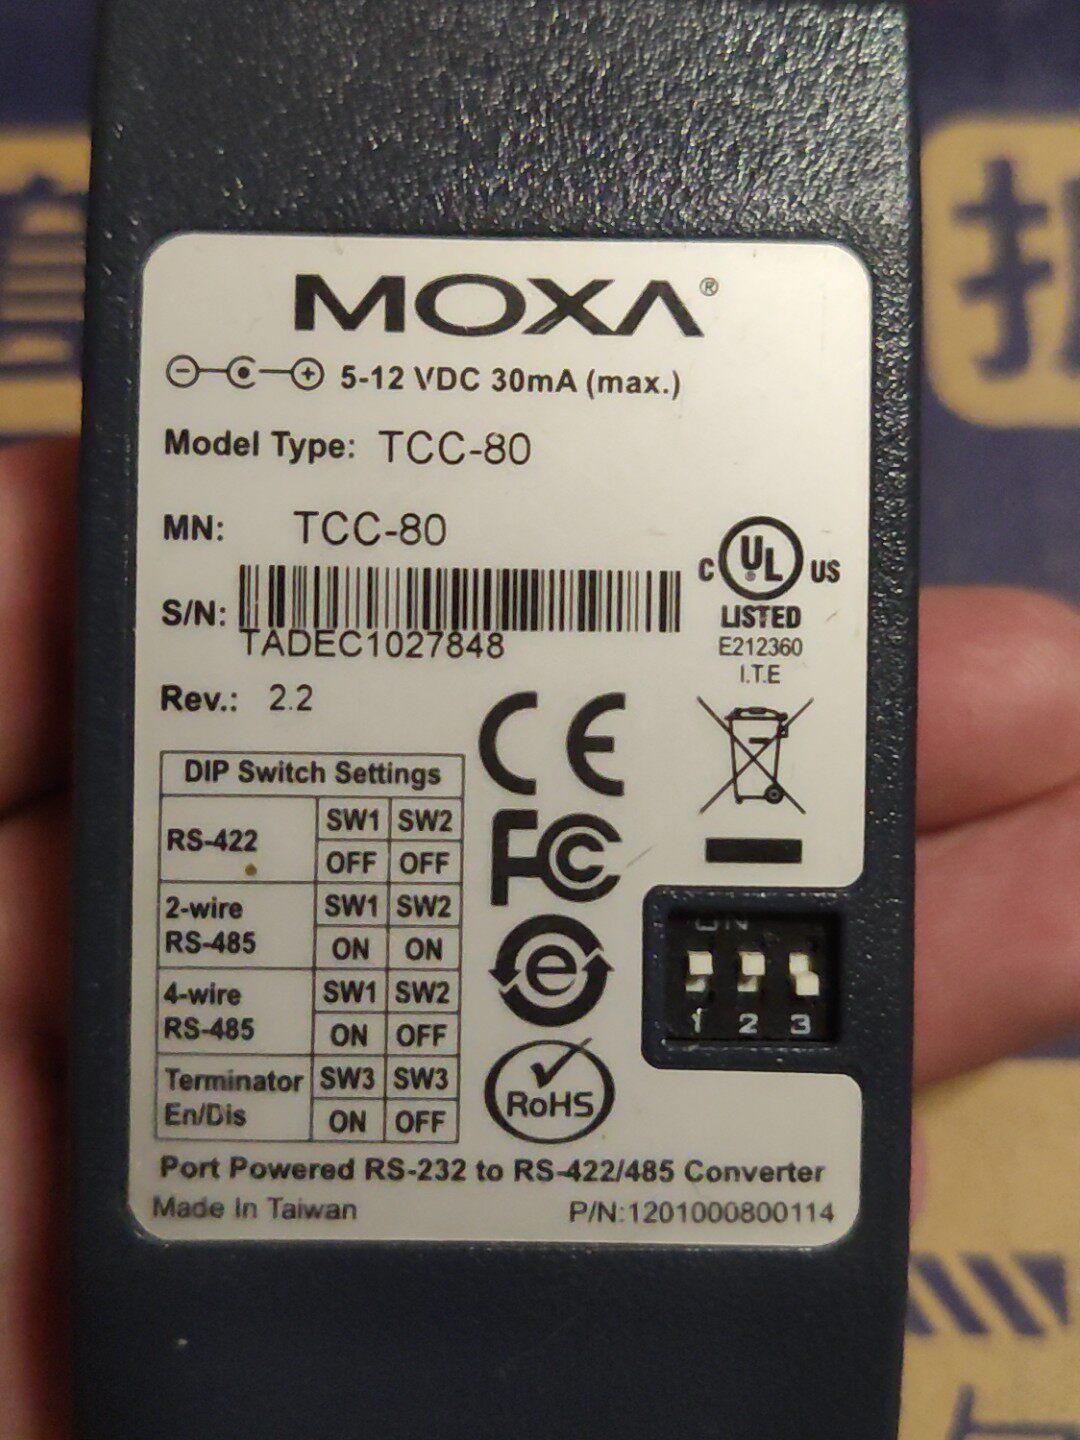 MOXA®
5-12 VDC 30mA (max.)
Model Type: TCC-80
MN: TCC-80
S/N:
TADEC1027848
Rev.: 2.2
C UL US
LISTED
E212360
I.T.E
CE
FC
e
RoHS
DIP Switch Settings
RS-422 SW1 SW2
OFF OFF
2-wire RS-485 SW1 SW2
ON ON
4-wire RS-485 SW1 SW2
ON OFF
Terminator En/Dis SW3 SW3
ON OFF
ON
1 2 3
Port Powered RS-232 to RS-422/485 Converter
Made In Taiwan P/N:1201000800114